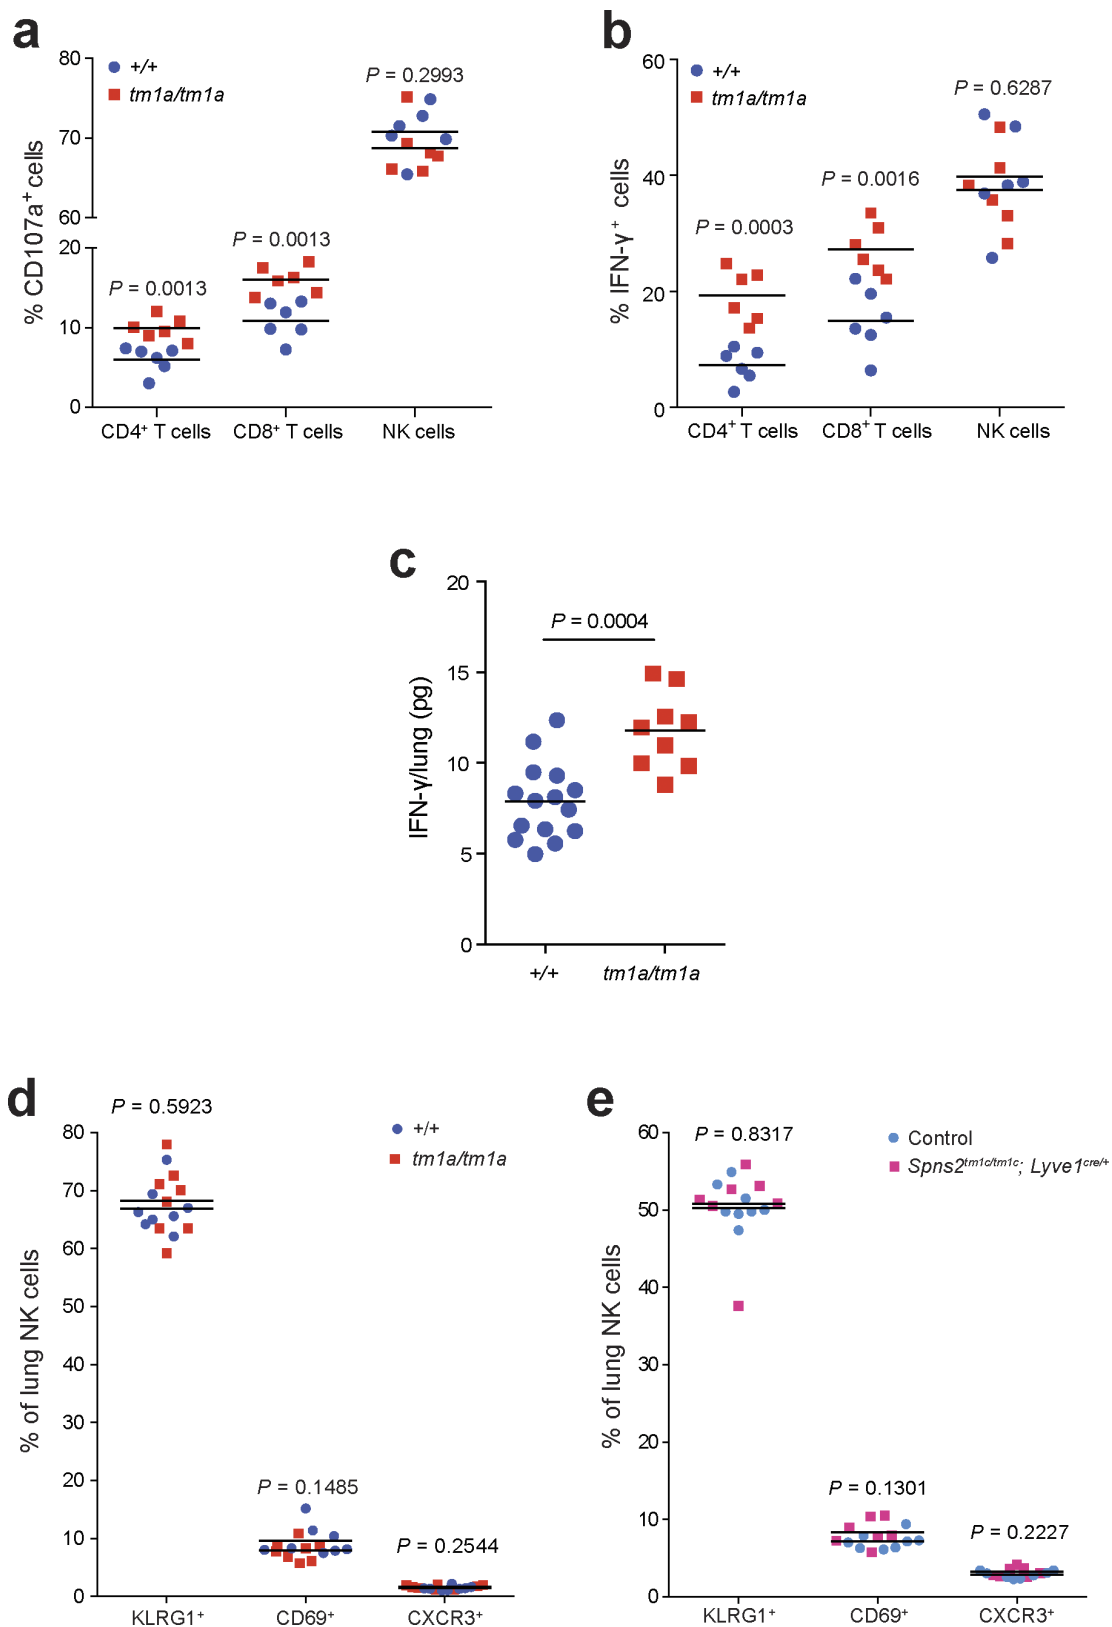 a
% CD107a⁺ cells
80
70
60
20
10
0
+/+
tm1a/tm1a
P = 0.2993
P = 0.0013
P = 0.0013
CD4⁺ T cells
CD8⁺ T cells
NK cells
b
% IFN-γ⁺ cells
60
40
20
0
+/+
tm1a/tm1a
P = 0.6287
P = 0.0016
P = 0.0003
CD4⁺ T cells
CD8⁺ T cells
NK cells
c
IFN-γ/lung (pg)
20
15
10
5
0
P = 0.0004
+/+
tm1a/tm1a
d
% of lung NK cells
80
70
60
50
40
30
20
10
0
P = 0.5923
+/+
tm1a/tm1a
P = 0.1485
P = 0.2544
KLRG1⁺
CD69⁺
CXCR3⁺
e
% of lung NK cells
60
50
40
30
20
10
0
P = 0.8317
Control
Spns2ᵗᵐ¹ᶜ/ᵗᵐ¹ᶜ; Lyve1ᶜʳᵉ/⁺
P = 0.1301
P = 0.2227
KLRG1⁺
CD69⁺
CXCR3⁺